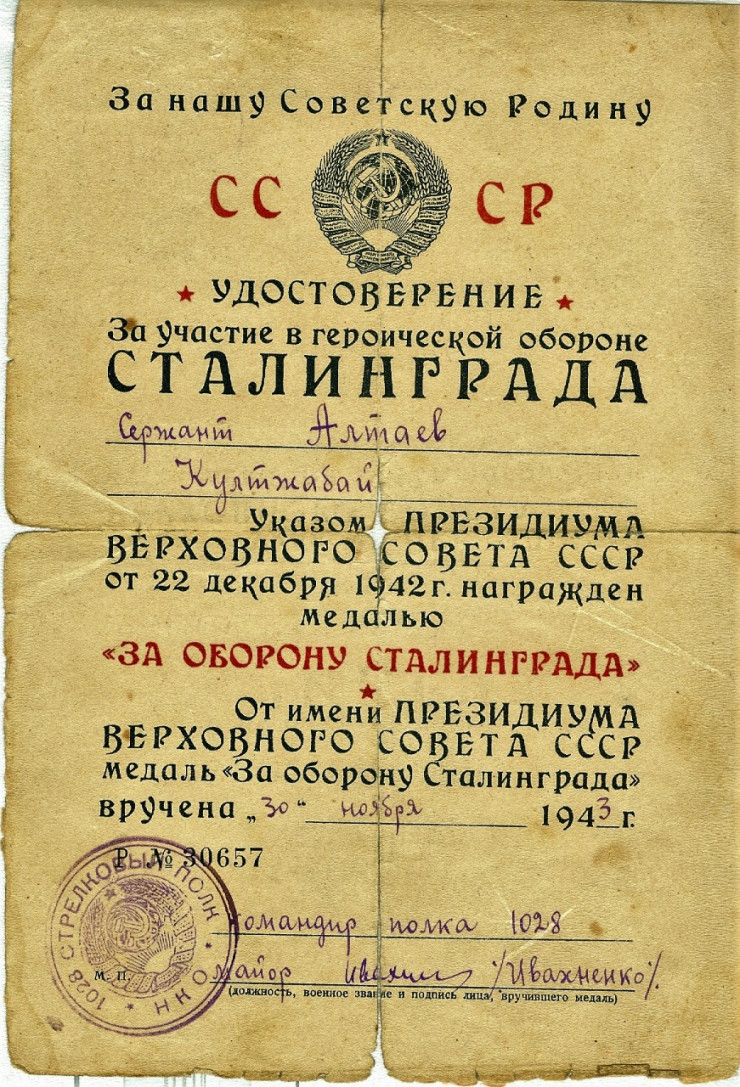 За нашу Советскую Родину
СССР
УДОСТОВЕРЕНИЕ
За участие в героической обороне
СТАЛИНГРАДА
Сержант Алтаев
Култжабай
Указом ПРЕЗИДИУМА
ВЕРХОВНОГО СОВЕТА СССР
от 22 декабря 1942 г. награжден
медалью
«ЗА ОБОРОНУ СТАЛИНГРАДА»
От имени ПРЕЗИДИУМА
ВЕРХОВНОГО СОВЕТА СССР
медаль «За оборону Сталинграда»
вручена „30“ ноября 1943 г.
Р № 30657
1028 СТРЕЛКОВЫЙ ПОЛК * ОНН *
Командир полка 1028
М. П. майор /Ивахненко/.
(должность, военное звание и подпись лица, вручившего медаль)